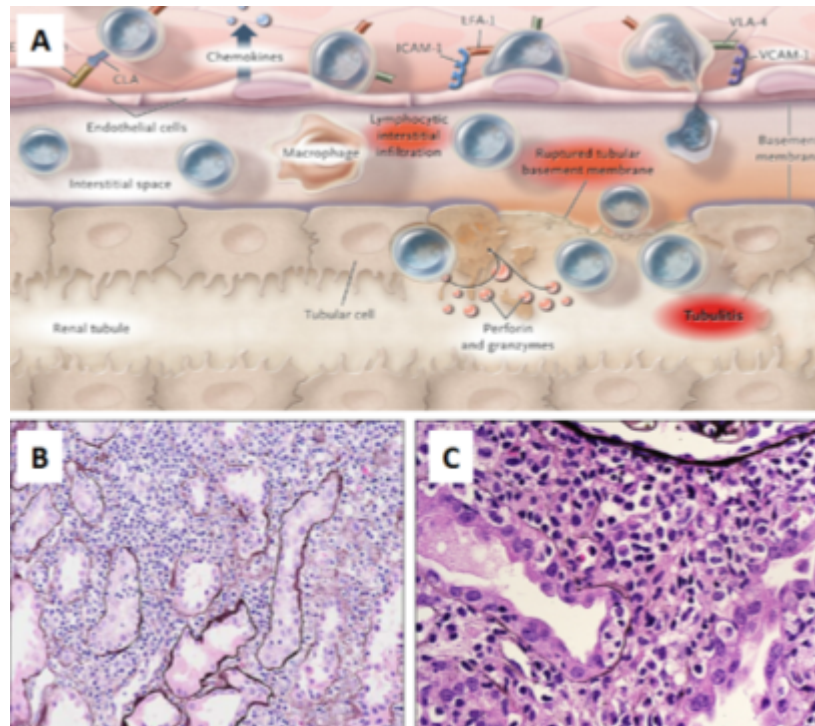 A
LFA-1
VLA-4
ICAM-1
VCAM-1
Chemokines
CLA
Endothelial cells
Lymphocytic
interstitial
infiltration
Macrophage
Ruptured tubular
basement membrane
Basement
membrane
Interstitial space
Tubular cell
Renal tubule
Perforin
and granzymes
Tubulitis
B
C